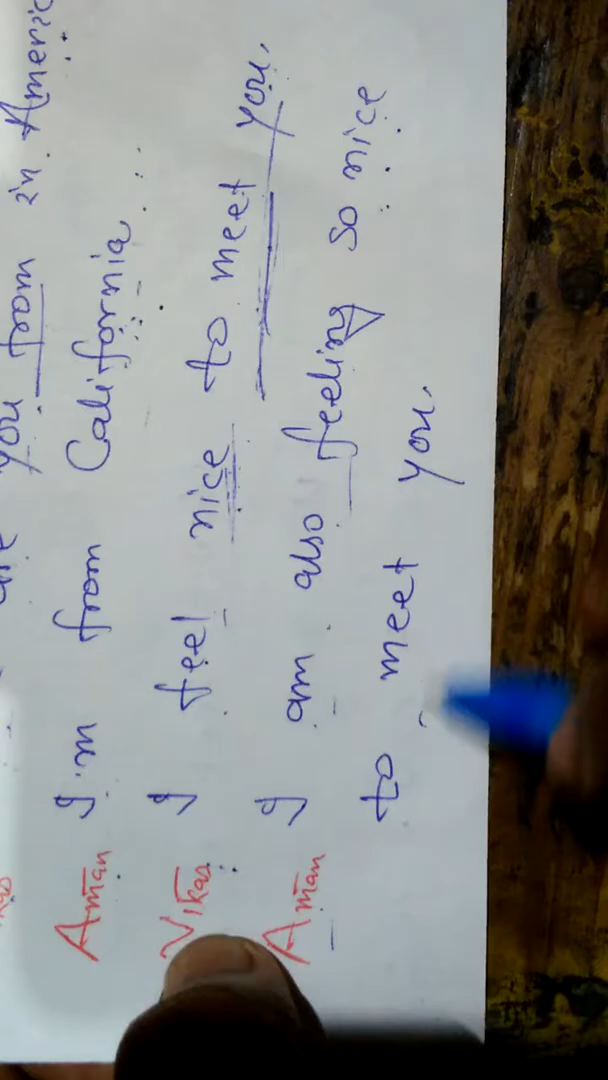 you from in Americ
Aman I'm from California...
Vikas I feel nice to meet you.
Aman I am also feeling so nice
to meet you.